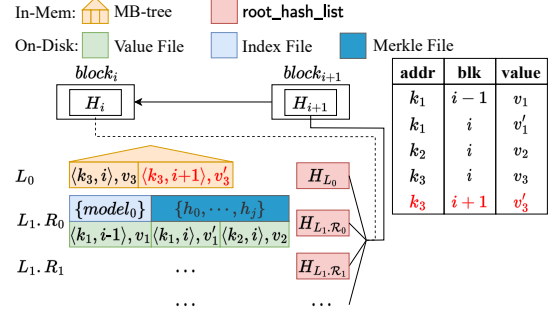 In-Mem: MB-tree root_hash_list
On-Disk: Value File Index File Merkle File
block_i block_{i+1}
H_i H_{i+1}
addr blk value
k_1 i − 1 v_1
k_1 i v'_1
k_2 i v_2
k_3 i v_3
k_3 i + 1 v'_3
L_0 ⟨k_3, i⟩, v_3 ⟨k_3, i+1⟩, v'_3 H_{L_0}
L_1.R_0 {model_0} {h_0, ⋯, h_j} H_{L_1.R_0}
⟨k_1, i-1⟩, v_1 ⟨k_1, i⟩, v'_1 ⟨k_2, i⟩, v_2
L_1.R_1 ⋯ H_{L_1.R_1}
⋯ ⋯